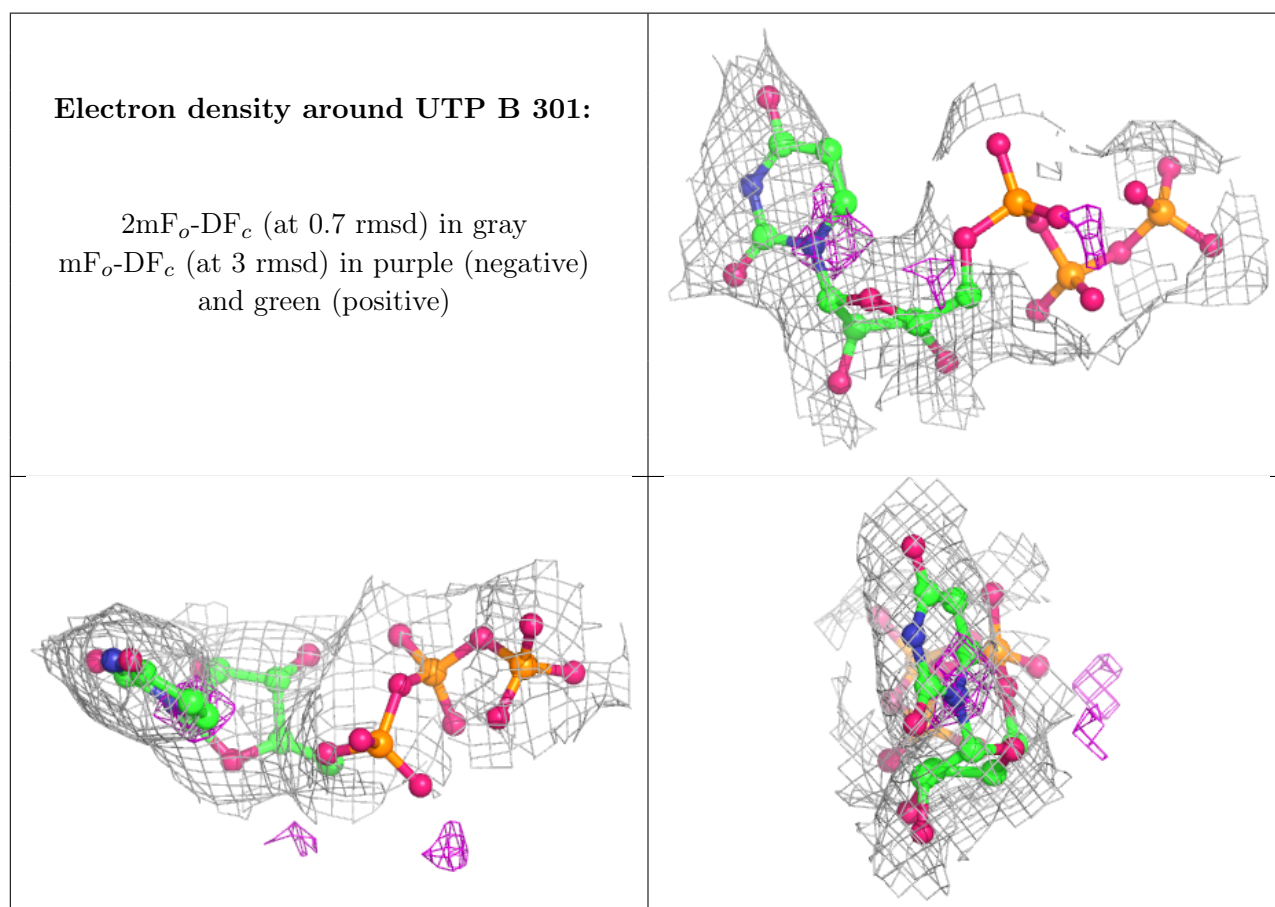 Electron density around UTP B 301:
2mFₒ-DF𝒸 (at 0.7 rmsd) in gray
mFₒ-DF𝒸 (at 3 rmsd) in purple (negative)
and green (positive)